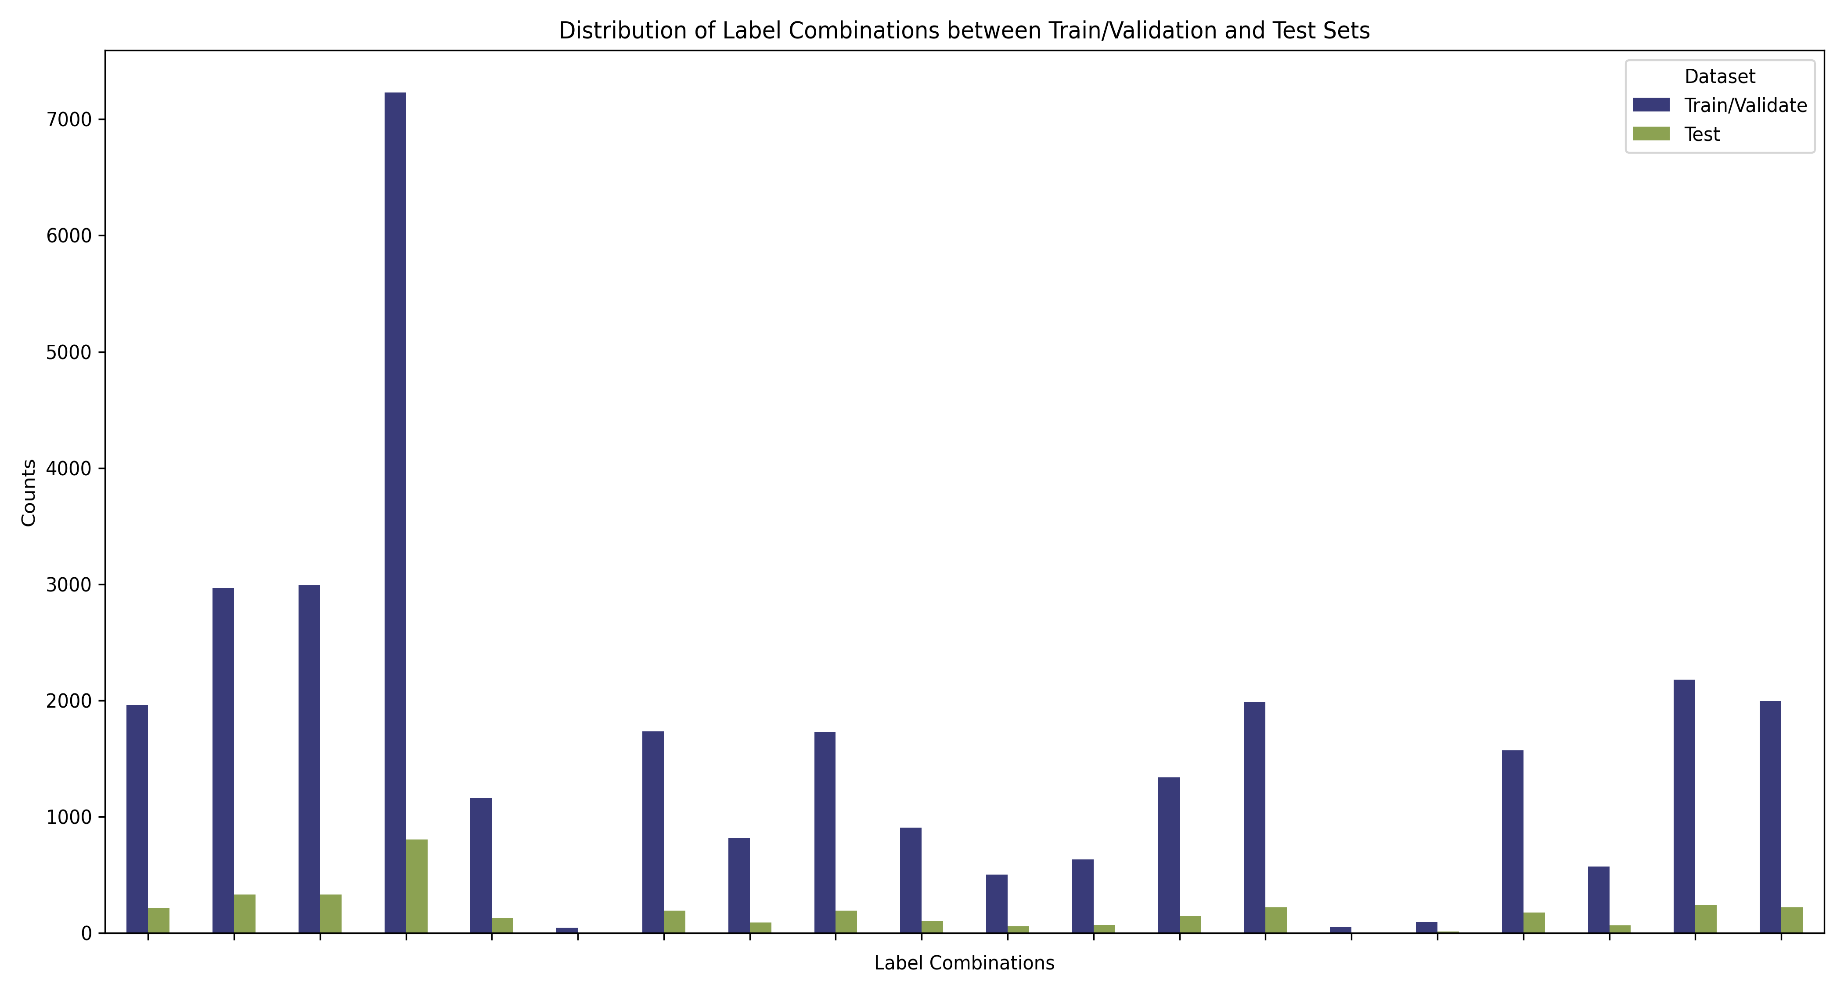 Distribution of Label Combinations between Train/Validation and Test Sets
Dataset
Train/Validate
Test
7000
6000
5000
4000
3000
2000
1000
0
Counts
Label Combinations